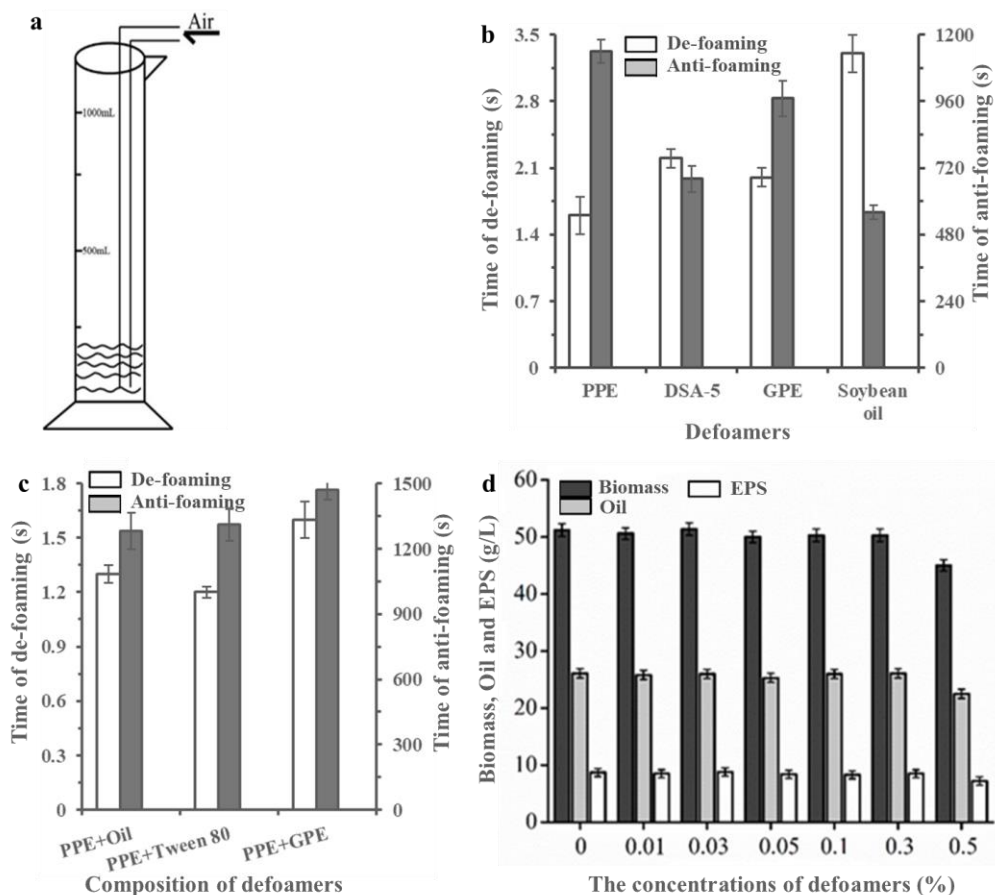 a
Air
1000mL
500mL
b
De-foaming
Anti-foaming
Time of de-foaming (s)
3.5
2.8
2.1
1.4
0.7
0
Time of anti-foaming (s)
1200
960
720
480
240
0
PPE
DSA-5
GPE
Soybean
oil
Defoamers
c
De-foaming
Anti-foaming
Time of de-foaming (s)
1.8
1.5
1.2
0.9
0.6
0.3
0
Time of anti-foaming (s)
1500
1200
900
600
300
0
PPE+Oil
PPE+Tween 80
PPE+GPE
Composition of defoamers
d
Biomass
EPS
Oil
Biomass, Oil and EPS (g/L)
60
50
40
30
20
10
0
0
0.01
0.03
0.05
0.1
0.3
0.5
The concentrations of defoamers (%)